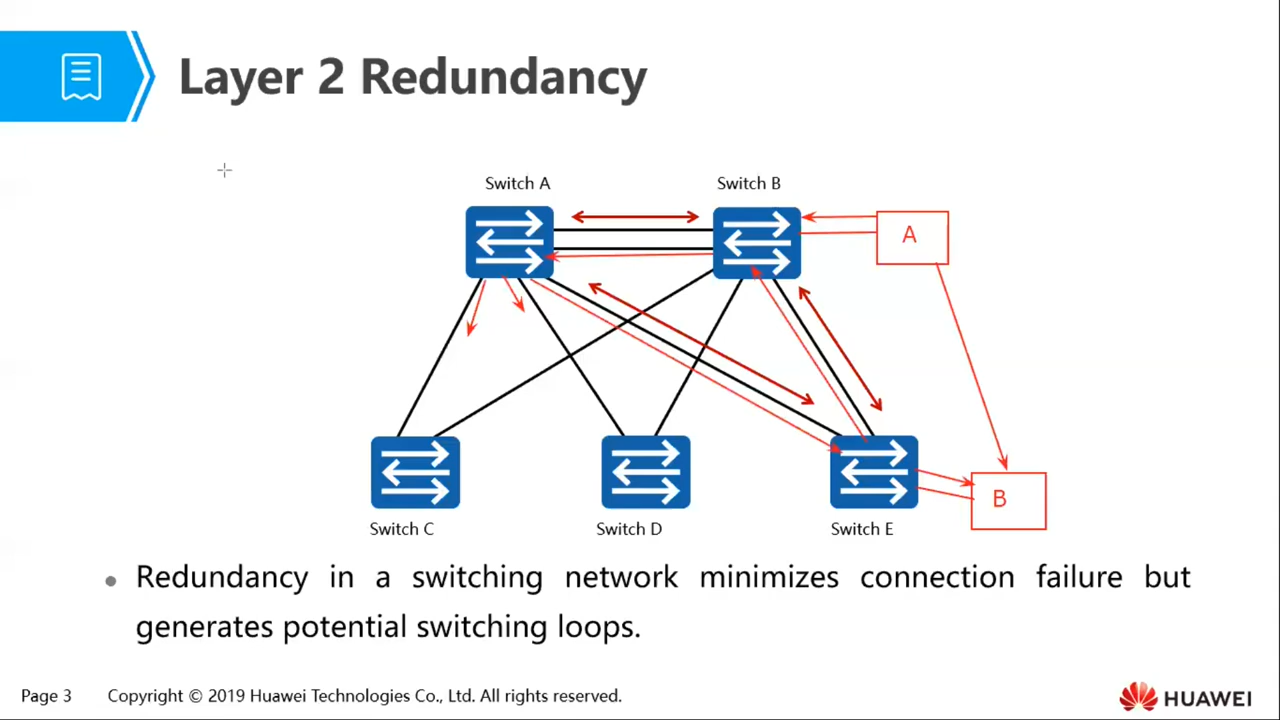 Layer 2 Redundancy
Switch A
Switch B
A
B
Switch C
Switch D
Switch E
Redundancy in a switching network minimizes connection failure but
generates potential switching loops.
Page 3
Copyright © 2019 Huawei Technologies Co., Ltd. All rights reserved.
HUAWEI